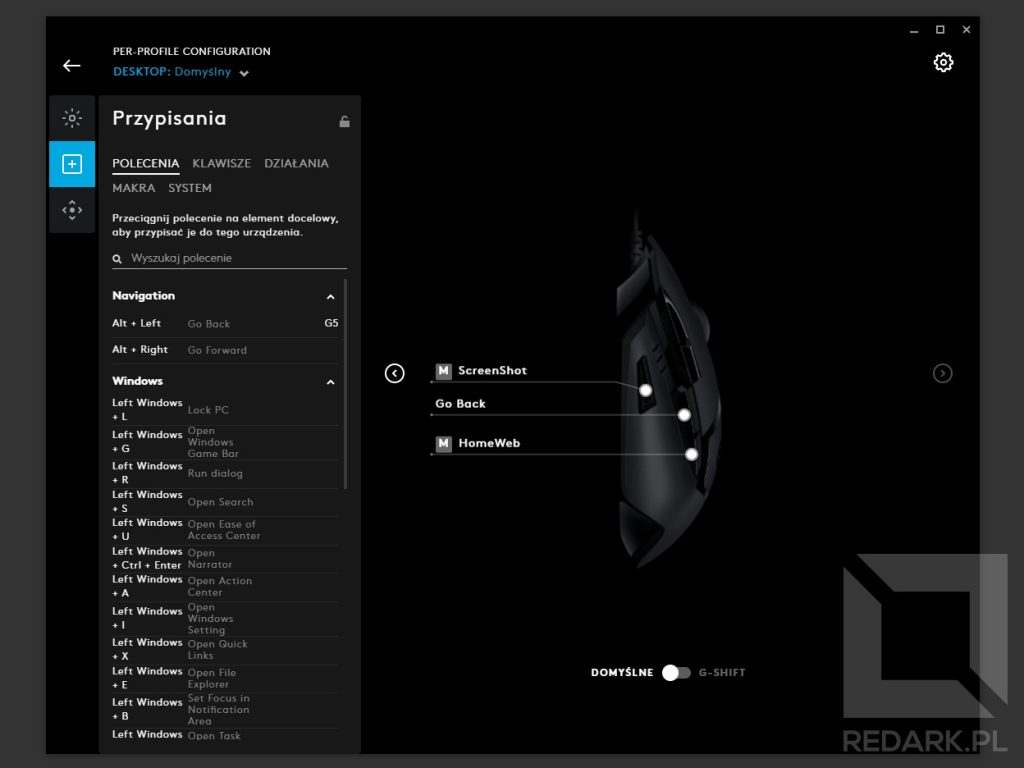 PER-PROFILE CONFIGURATION
DESKTOP: Domyślny
Przypisania
POLECENIA KLAWISZE DZIAŁANIA
MAKRA SYSTEM
Przeciągnij polecenie na element docelowy,
aby przypisać je do tego urządzenia.
Wyszukaj polecenie
Navigation
Alt + Left Go Back G5
Alt + Right Go Forward
Windows
Left Windows
+ L
Lock PC
Left Windows
+ G
Open
Windows
Game Bar
Left Windows
+ R
Run dialog
Left Windows
+ S
Open Search
Left Windows
+ U
Open Ease of
Access Center
Left Windows
+ Ctrl + Enter
Open
Narrator
Left Windows
+ A
Open Action
Center
Left Windows
+ I
Open
Windows
Setting
Left Windows
+ X
Open Quick
Links
Left Windows
+ E
Open File
Explorer
Left Windows
+ B
Set Focus in
Notification
Area
Left Windows
Open Task
M ScreenShot
Go Back
M HomeWeb
DOMYŚLNE G-SHIFT
REDARK.PL